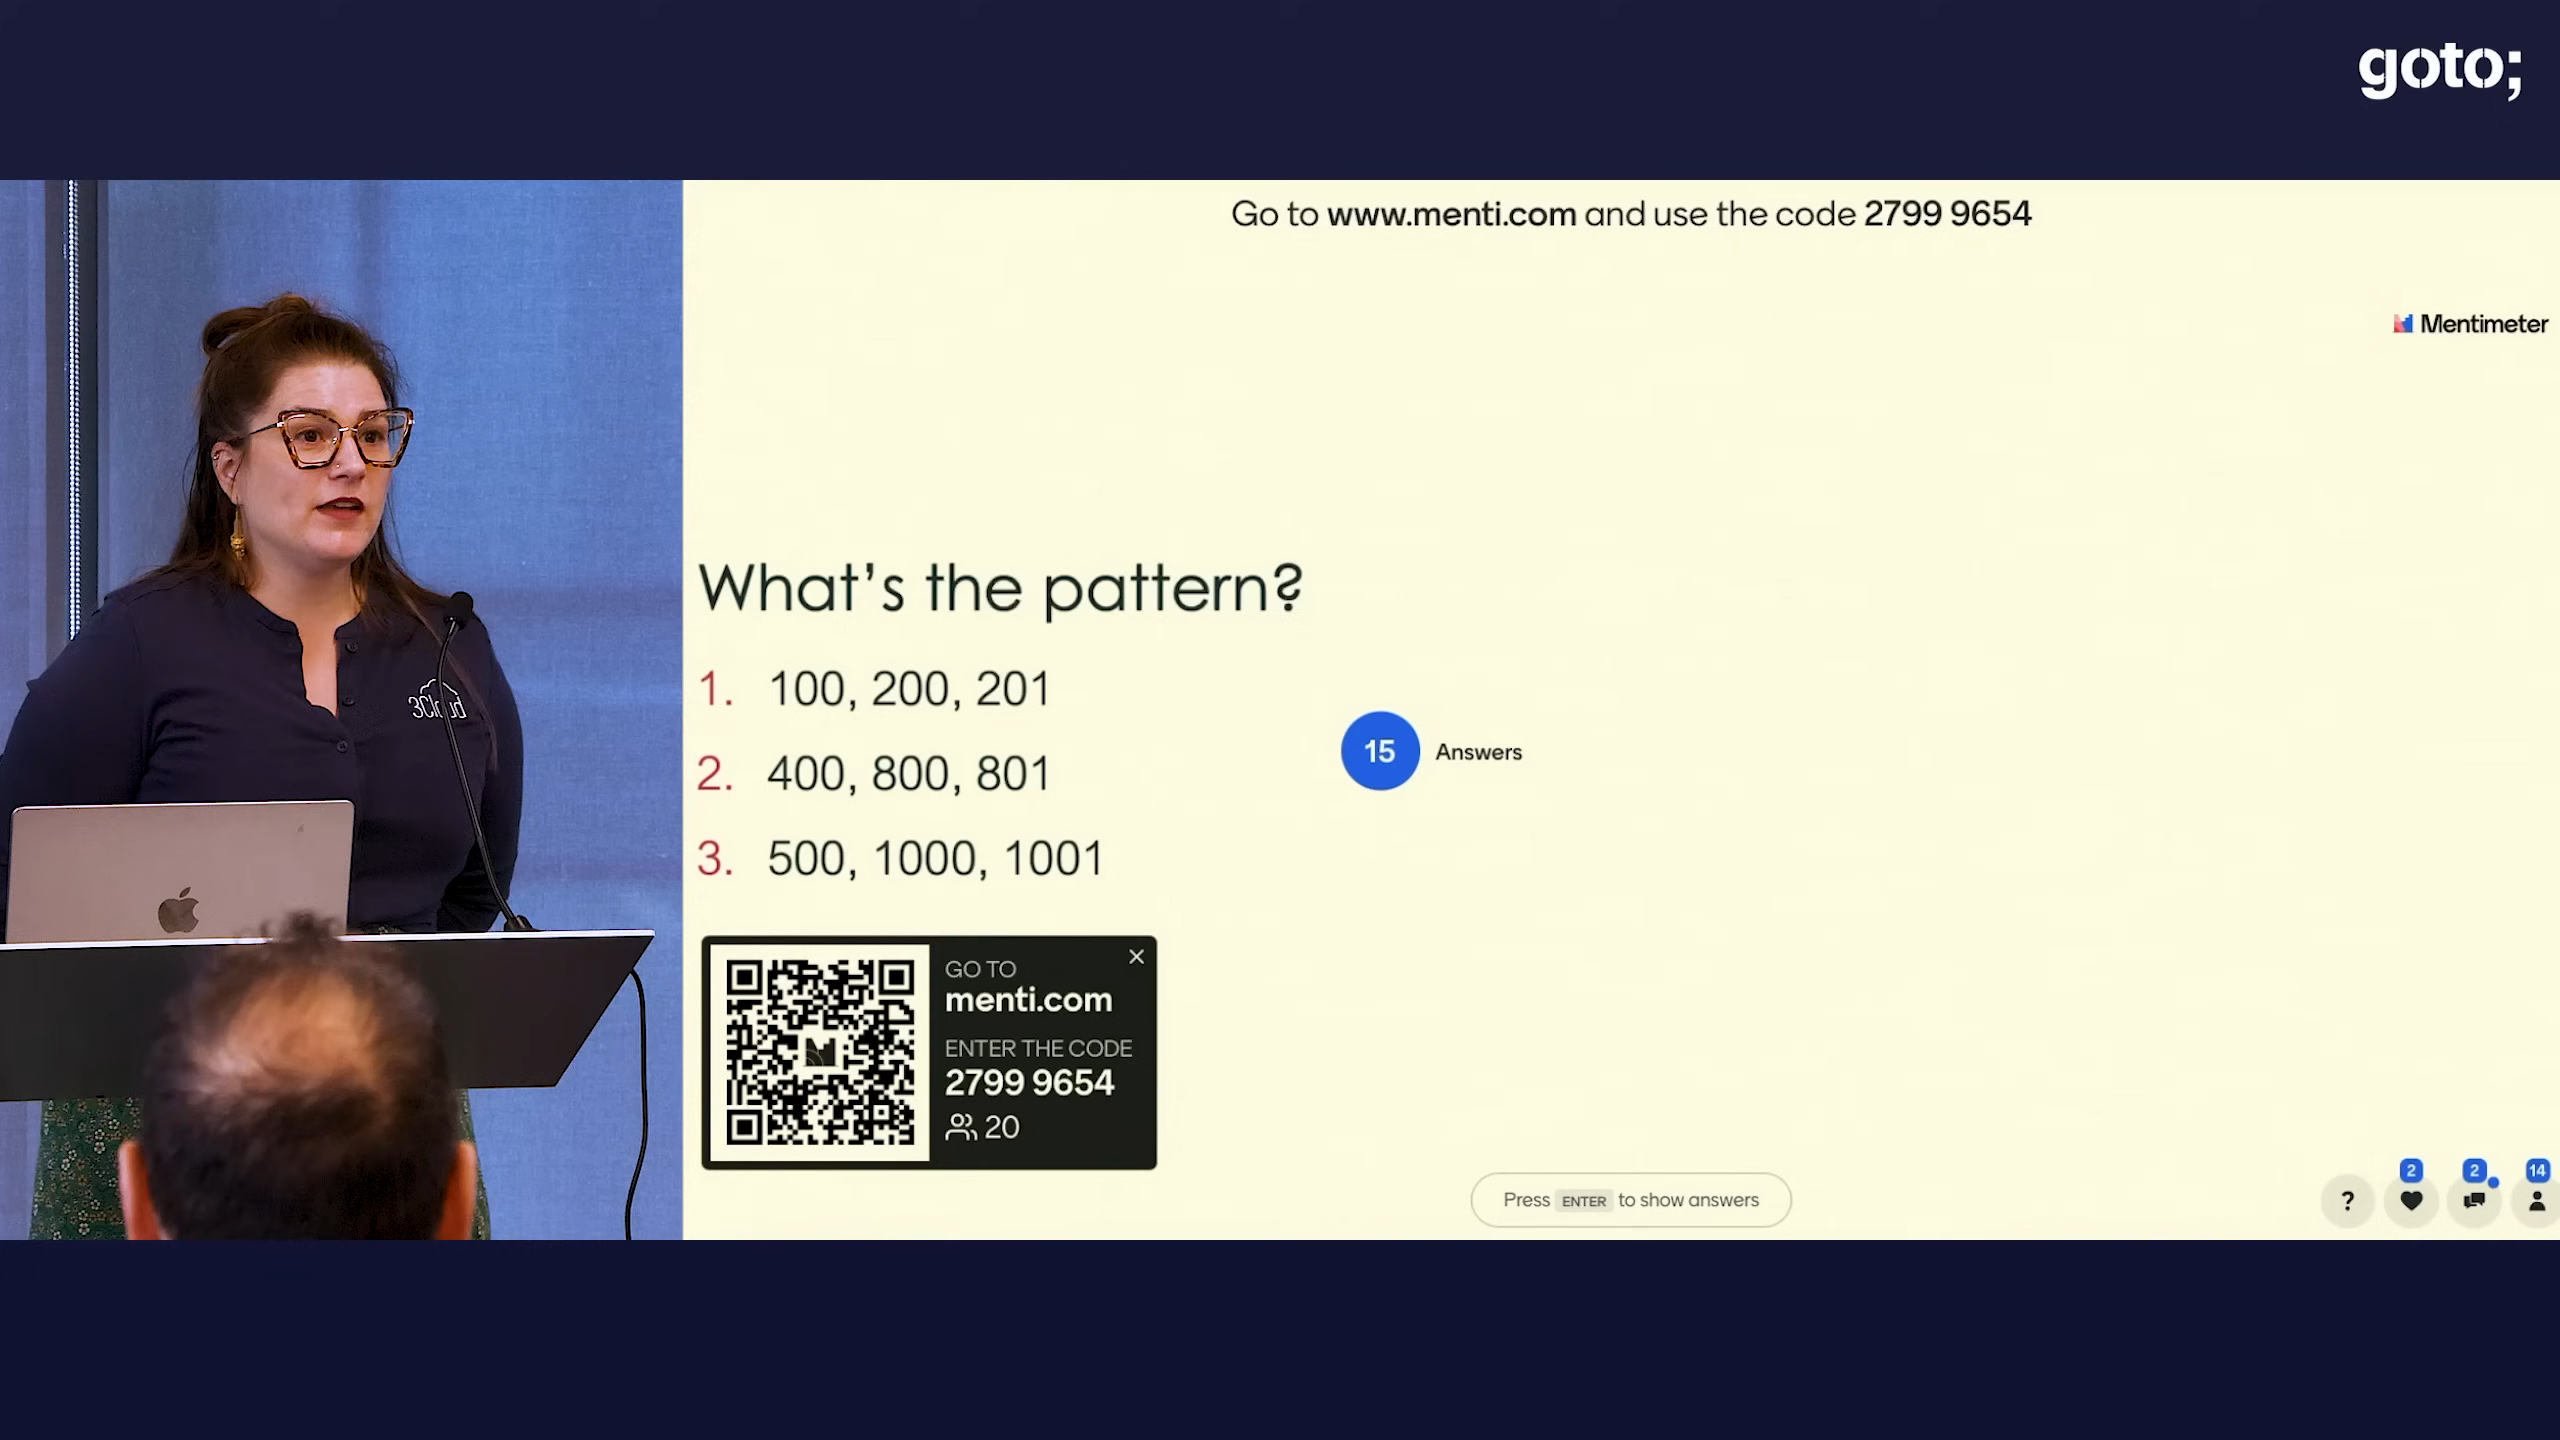 goto;
Go to www.menti.com and use the code 2799 9654
Mentimeter
What's the pattern?
1. 100, 200, 201
2. 400, 800, 801
3. 500, 1000, 1001
15 Answers
3Cloud
GO TO
menti.com
ENTER THE CODE
2799 9654
20
Press ENTER to show answers
?
2
2
14